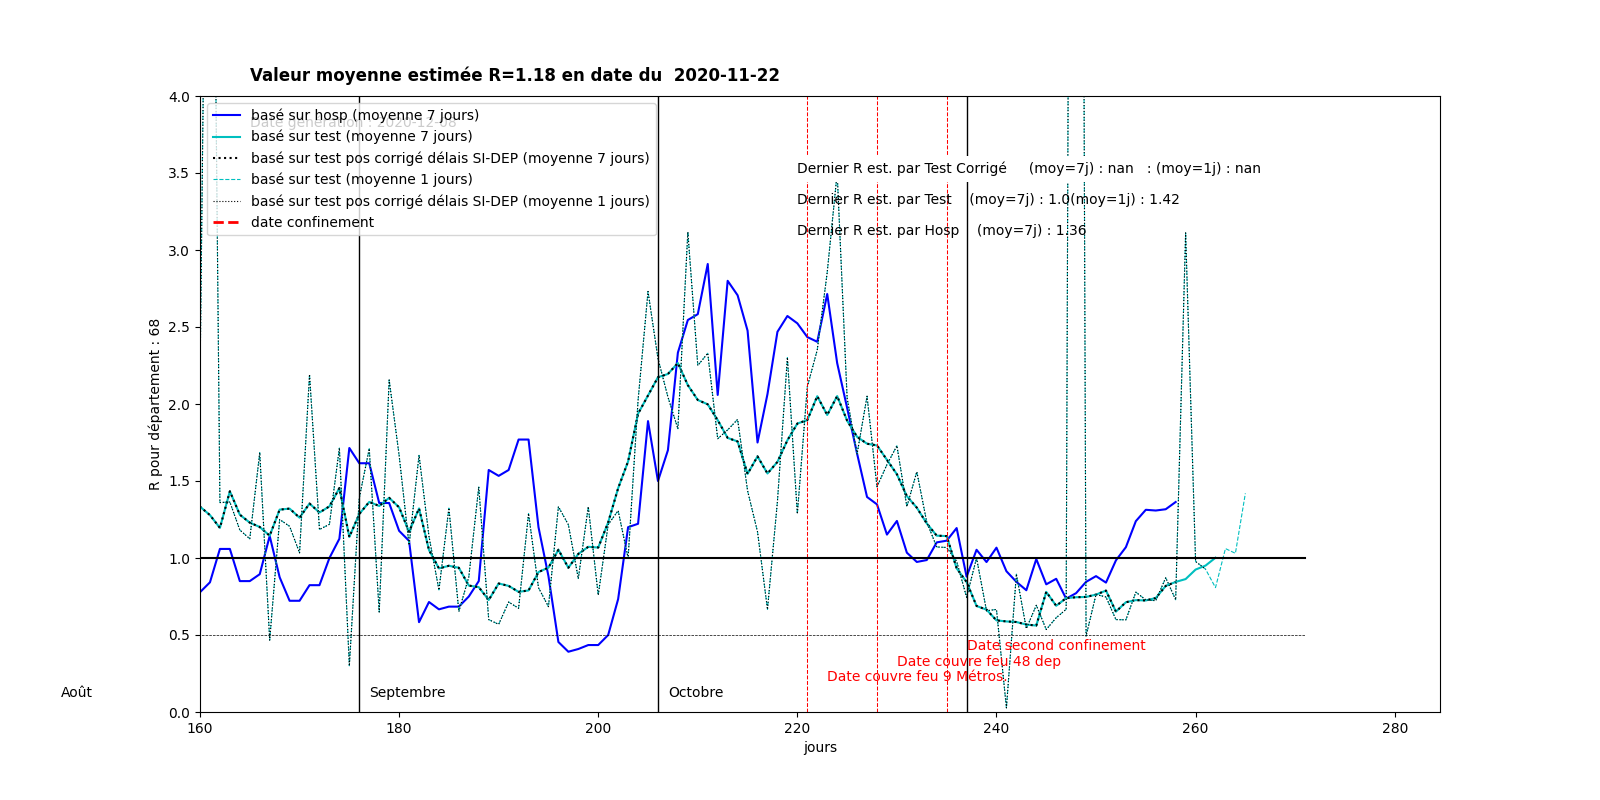 Valeur moyenne estimée R=1.18 en date du  2020-11-22
Date génération : 2020-12-08
basé sur hosp (moyenne 7 jours)
basé sur test (moyenne 7 jours)
basé sur test pos corrigé délais SI-DEP (moyenne 7 jours)
basé sur test (moyenne 1 jours)
basé sur test pos corrigé délais SI-DEP (moyenne 1 jours)
date confinement
Dernier R est. par Test Corrigé (moy=7j) : nan : (moy=1j) : nan
Dernier R est. par Test (moy=7j) : 1.0(moy=1j) : 1.42
Dernier R est. par Hosp (moy=7j) : 1.36
R pour département : 68
4.0
3.5
3.0
2.5
2.0
1.5
1.0
0.5
0.0
Date second confinement
Date couvre feu 48 dep
Date couvre feu 9 Métros
Août
Septembre
Octobre
160 180 200 220 240 260 280
jours